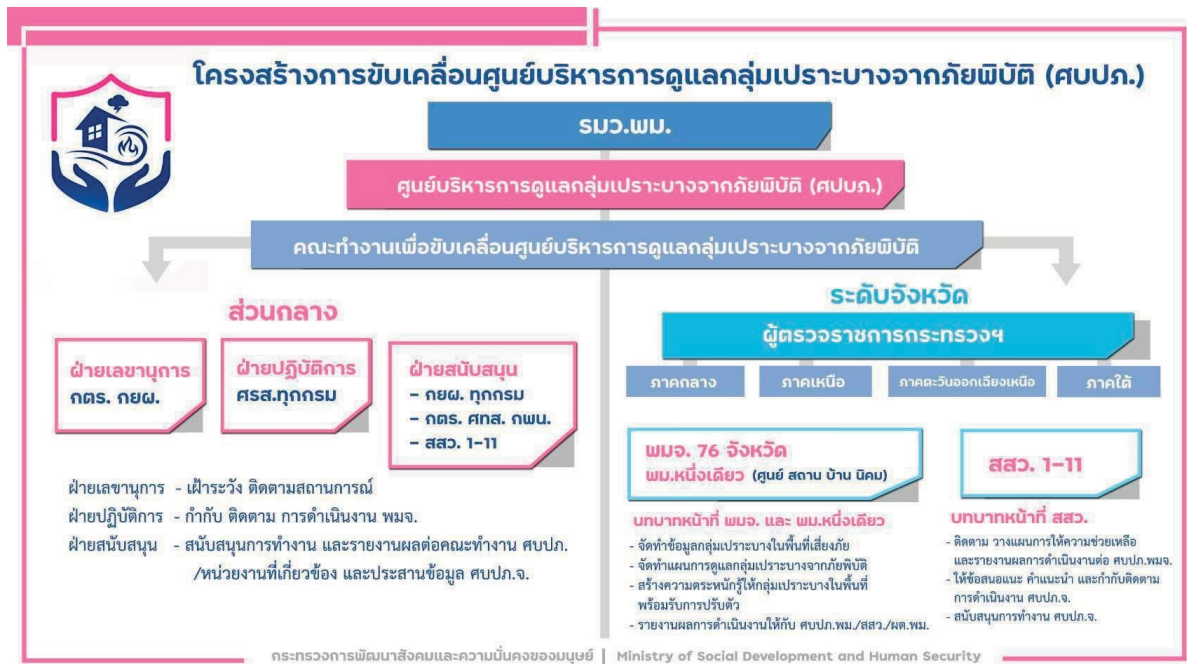 โครงสร้างการขับเคลื่อนศูนย์บริหารการดูแลกลุ่มเปราะบางจากภัยพิบัติ (ศบปภ.)
รมว.พม.
ศูนย์บริหารการดูแลกลุ่มเปราะบางจากภัยพิบัติ (ศปบภ.)
คณะทำงานเพื่อขับเคลื่อนศูนย์บริหารการดูแลกลุ่มเปราะบางจากภัยพิบัติ
ส่วนกลาง
ฝ่ายเลขานุการ
กตร. กยผ.
ฝ่ายปฏิบัติการ
ศรส.ทุกกรม
ฝ่ายสนับสนุน
- กยผ. ทุกกรม
- กตร. ศทส. กพน.
- สสว. 1-11
ฝ่ายเลขานุการ - เฝ้าระวัง ติดตามสถานการณ์
ฝ่ายปฏิบัติการ - กำกับ ติดตาม การดำเนินงาน พมจ.
ฝ่ายสนับสนุน - สนับสนุนการทำงาน และรายงานผลต่อคณะทำงาน ศบปภ.
/หน่วยงานที่เกี่ยวข้อง และประสานข้อมูล ศบปภ.จ.
ระดับจังหวัด
ผู้ตรวจราชการกระทรวงฯ
ภาคกลาง
ภาคเหนือ
ภาคตะวันออกเฉียงเหนือ
ภาคใต้
พมจ. 76 จังหวัด
พม.หนึ่งเดียว (ศูนย์ สถาน บ้าน นิคม)
บทบาทหน้าที่ พมจ. และ พม.หนึ่งเดียว
- จัดทำข้อมูลกลุ่มเปราะบางในพื้นที่เสี่ยงภัย
- จัดทำแผนการดูแลกลุ่มเปราะบางจากภัยพิบัติ
- สร้างความตระหนักรู้ให้กลุ่มเปราะบางในพื้นที่
พร้อมรับการปรับตัว
- รายงานผลการดำเนินงานให้กับ ศบปภ.พม./สสว./ผต.พม.
สสว. 1-11
บทบาทหน้าที่ สสว.
- ติดตาม วางแผนการให้ความช่วยเหลือ
และรายงานผลการดำเนินงานต่อ ศบปภ.พมจ.
- ให้ข้อสนอแนะ คำแนะนำ และกำกับติดตาม
การดำเนินงาน ศบปภ.จ.
- สนับสนุนการทำงาน ศบปภ.จ.
กระทรวงการพัฒนาสังคมและความมั่นคงของมนุษย์ | Ministry of Social Development and Human Security